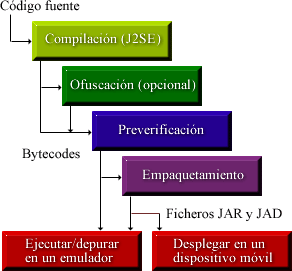 Código fuente
Compilación (J2SE)
Ofuscación (opcional)
Preverificación
Bytecodes
Empaquetamiento
Ficheros JAR y JAD
Ejecutar/depurar
en un emulador
Desplegar en un
dispositivo móvil